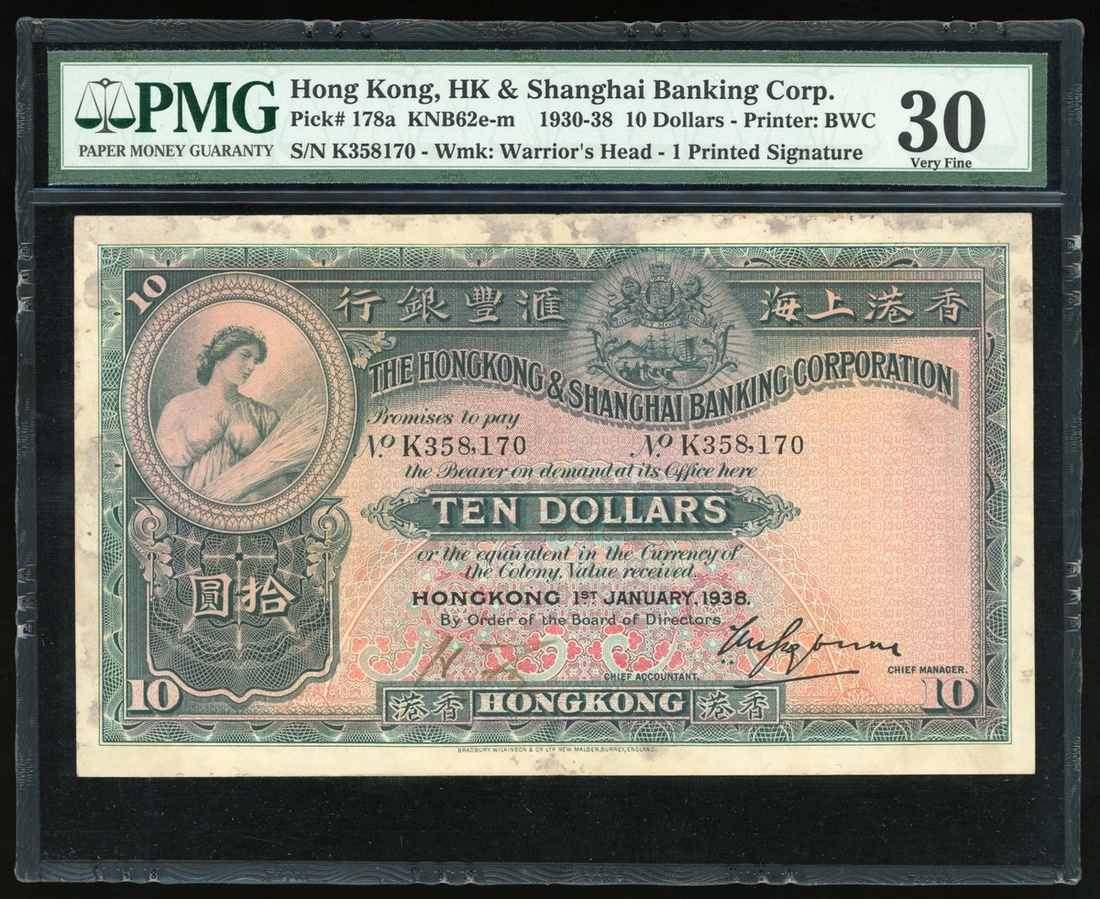 PMG
PAPER MONEY GUARANTY
Hong Kong, HK & Shanghai Banking Corp.
Pick# 178a KNB62e-m 1930-38 10 Dollars - Printer: BWC
S/N K358170 - Wmk: Warrior's Head - 1 Printed Signature
30
Very Fine
10
行銀豐滙 海上港香
THE HONGKONG & SHANGHAI BANKING CORPORATION
Promises to pay
No. K358,170 No. K358,170
the Bearer on demand at its Office here
TEN DOLLARS
or the equivalent in the Currency of
the Colony, Value received.
圓拾
HONGKONG 1ST JANUARY, 1938.
By Order of the Board of Directors
CHIEF ACCOUNTANT.
CHIEF MANAGER.
10 港香 HONGKONG 港香 10
BRADBURY, WILKINSON & CO LTD NEW MALDEN, SURREY, ENGLAND.